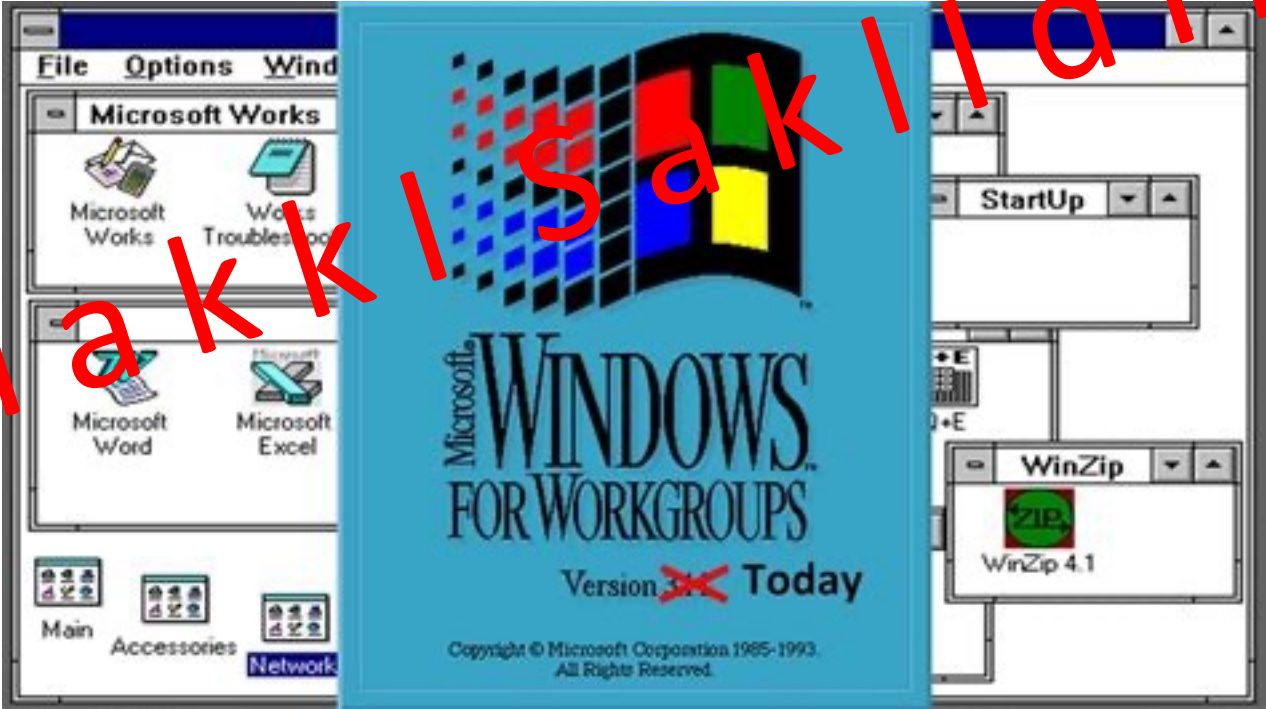 File Options Wind
Microsoft Works
Microsoft Works
Works
StartUp
Microsoft Word
Microsoft Excel
Microsoft
WINDOWS
FOR WORKGROUPS
Version Today
WinZip
ZIP
WinZip 4.1
Main
Accessories
Network
Copyright © Microsoft Corporation 1985-1993.
All Rights Reserved.